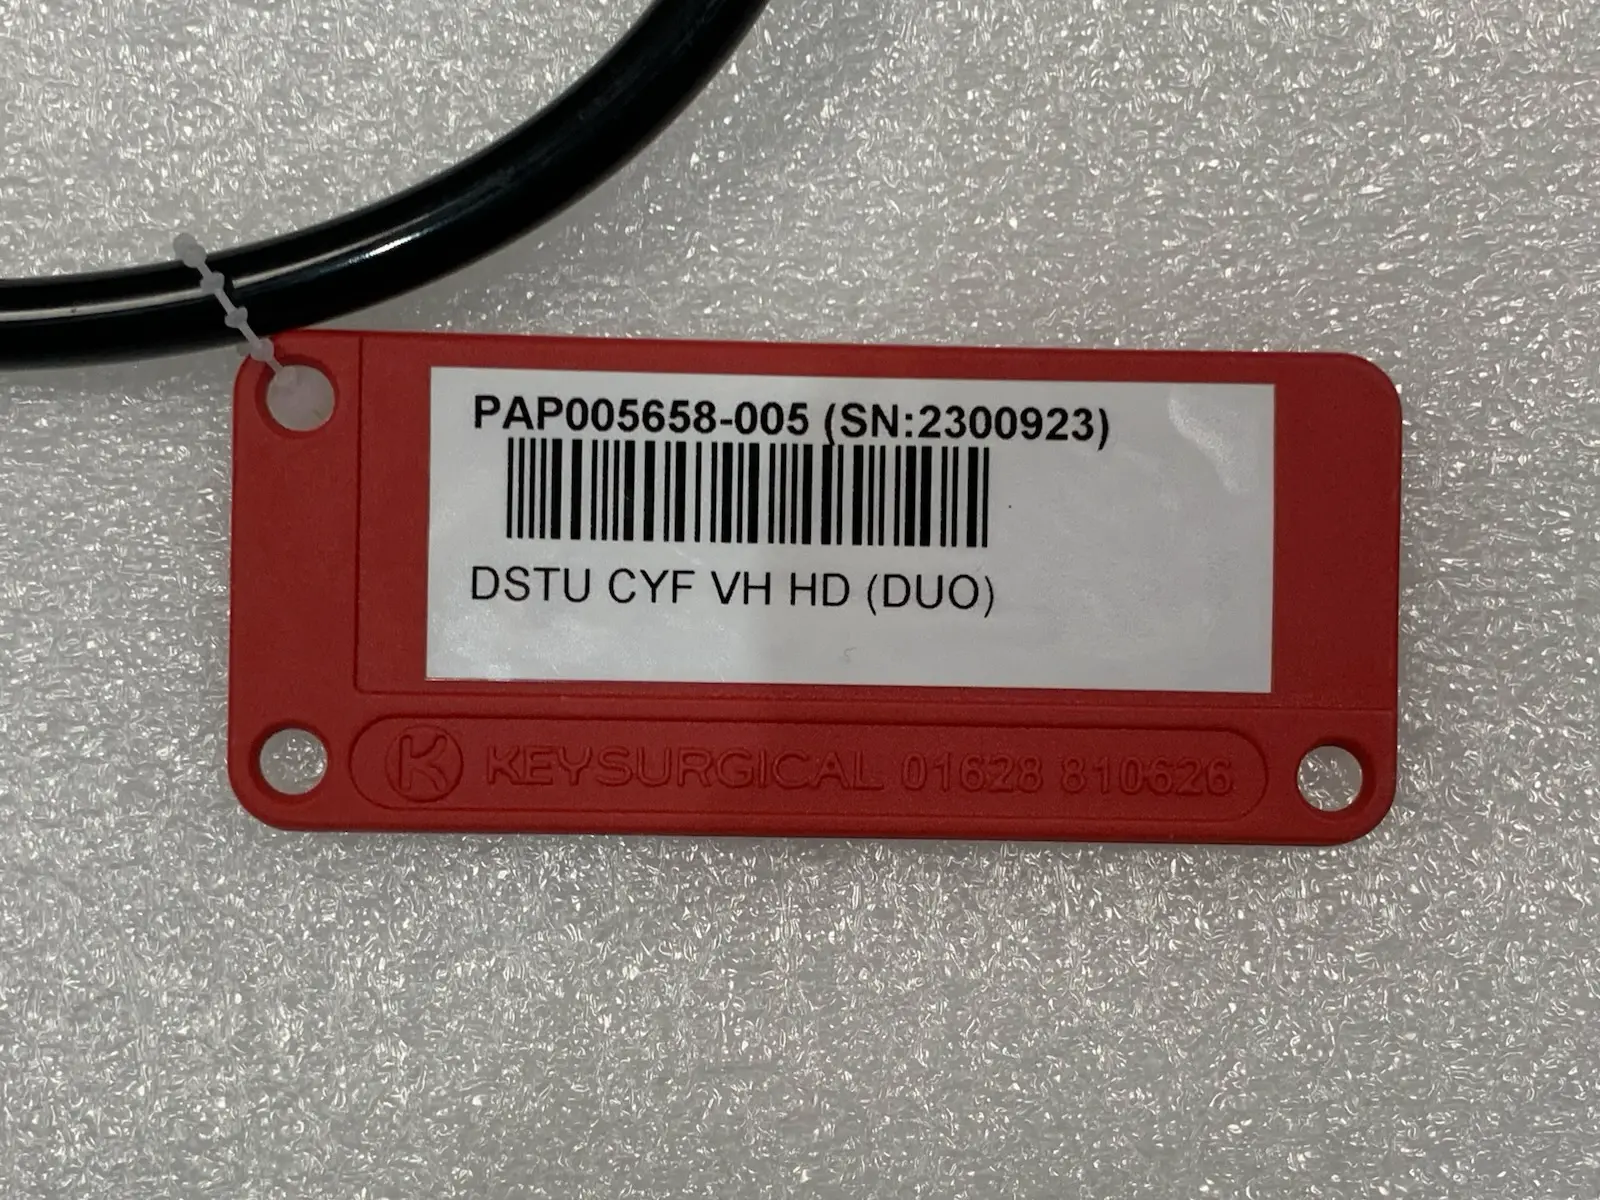 PAP005658-005 (SN:2300923)
DSTU CYF VH HD (DUO)
K KEYSURGICAL 01628 810626